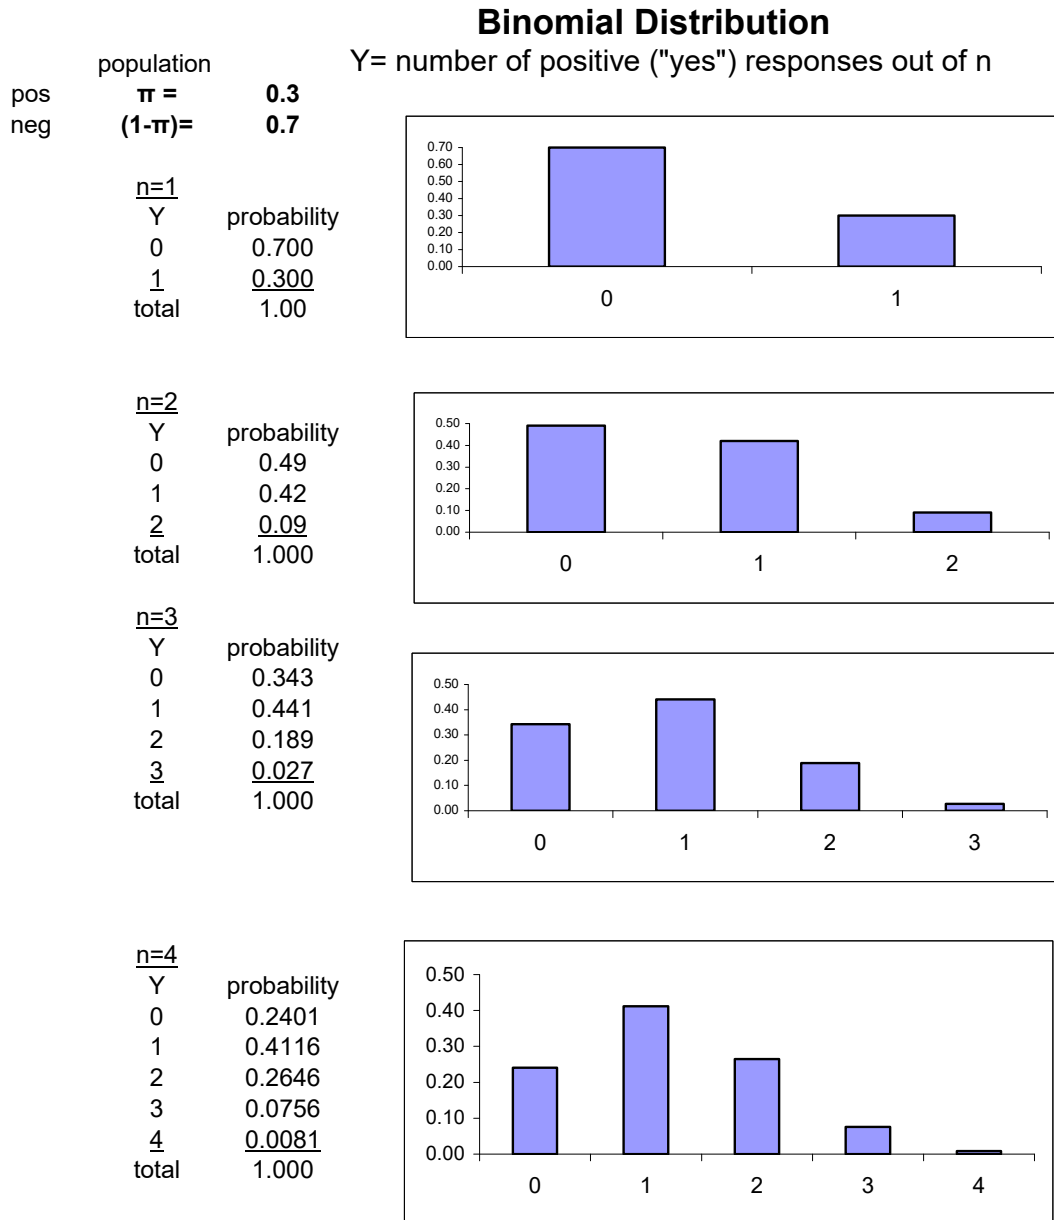 Binomial Distribution
Y= number of positive ("yes") responses out of n
population
pos π = 0.3
neg (1-π)= 0.7
n=1
Y probability
0 0.700
1 0.300
total 1.00
0.70
0.60
0.50
0.40
0.30
0.20
0.10
0.00
0 1
n=2
Y probability
0 0.49
1 0.42
2 0.09
total 1.000
0.50
0.40
0.30
0.20
0.10
0.00
0 1 2
n=3
Y probability
0 0.343
1 0.441
2 0.189
3 0.027
total 1.000
0.50
0.40
0.30
0.20
0.10
0.00
0 1 2 3
n=4
Y probability
0 0.2401
1 0.4116
2 0.2646
3 0.0756
4 0.0081
total 1.000
0.50
0.40
0.30
0.20
0.10
0.00
0 1 2 3 4